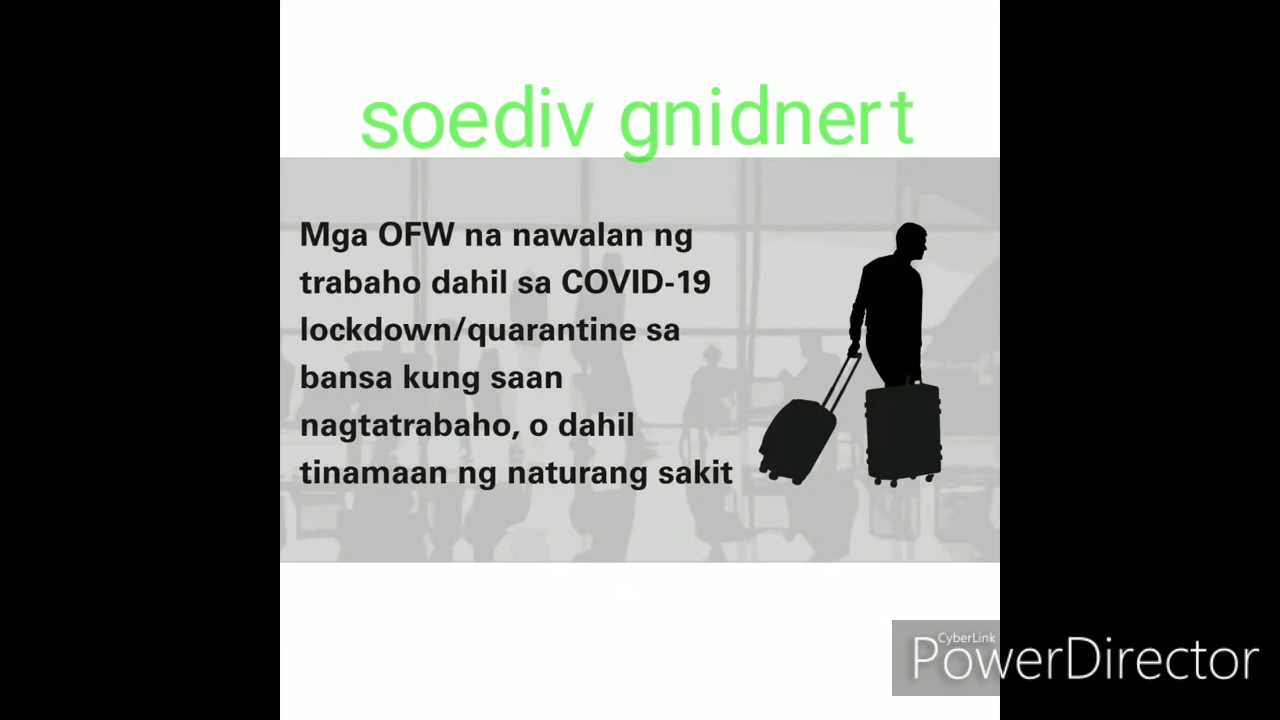 soediv gnidnert
Mga OFW na nawalan ng
trabaho dahil sa COVID-19
lockdown/quarantine sa
bansa kung saan
nagtatrabaho, o dahil
tinamaan ng naturang sakit
CyberLink
PowerDirector